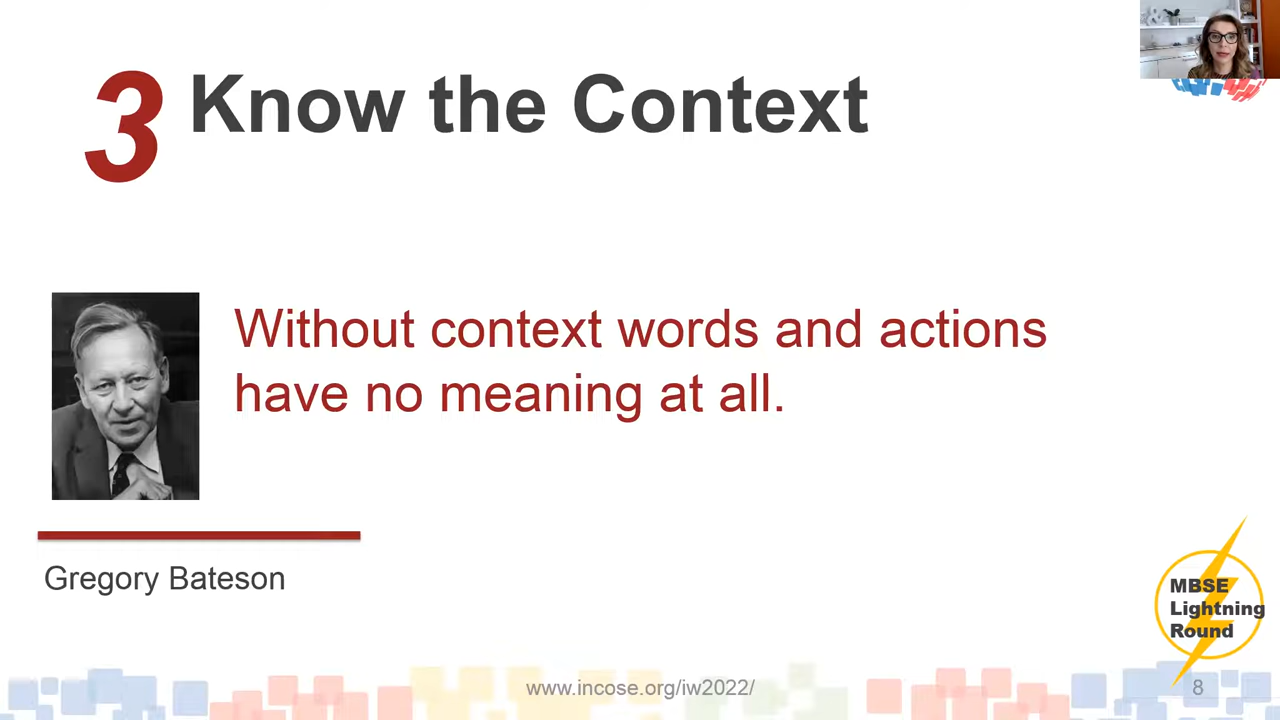 3 Know the Context
Without context words and actions
have no meaning at all.
Gregory Bateson
MBSE
Lightning
Round
www.incose.org/iw2022/
8